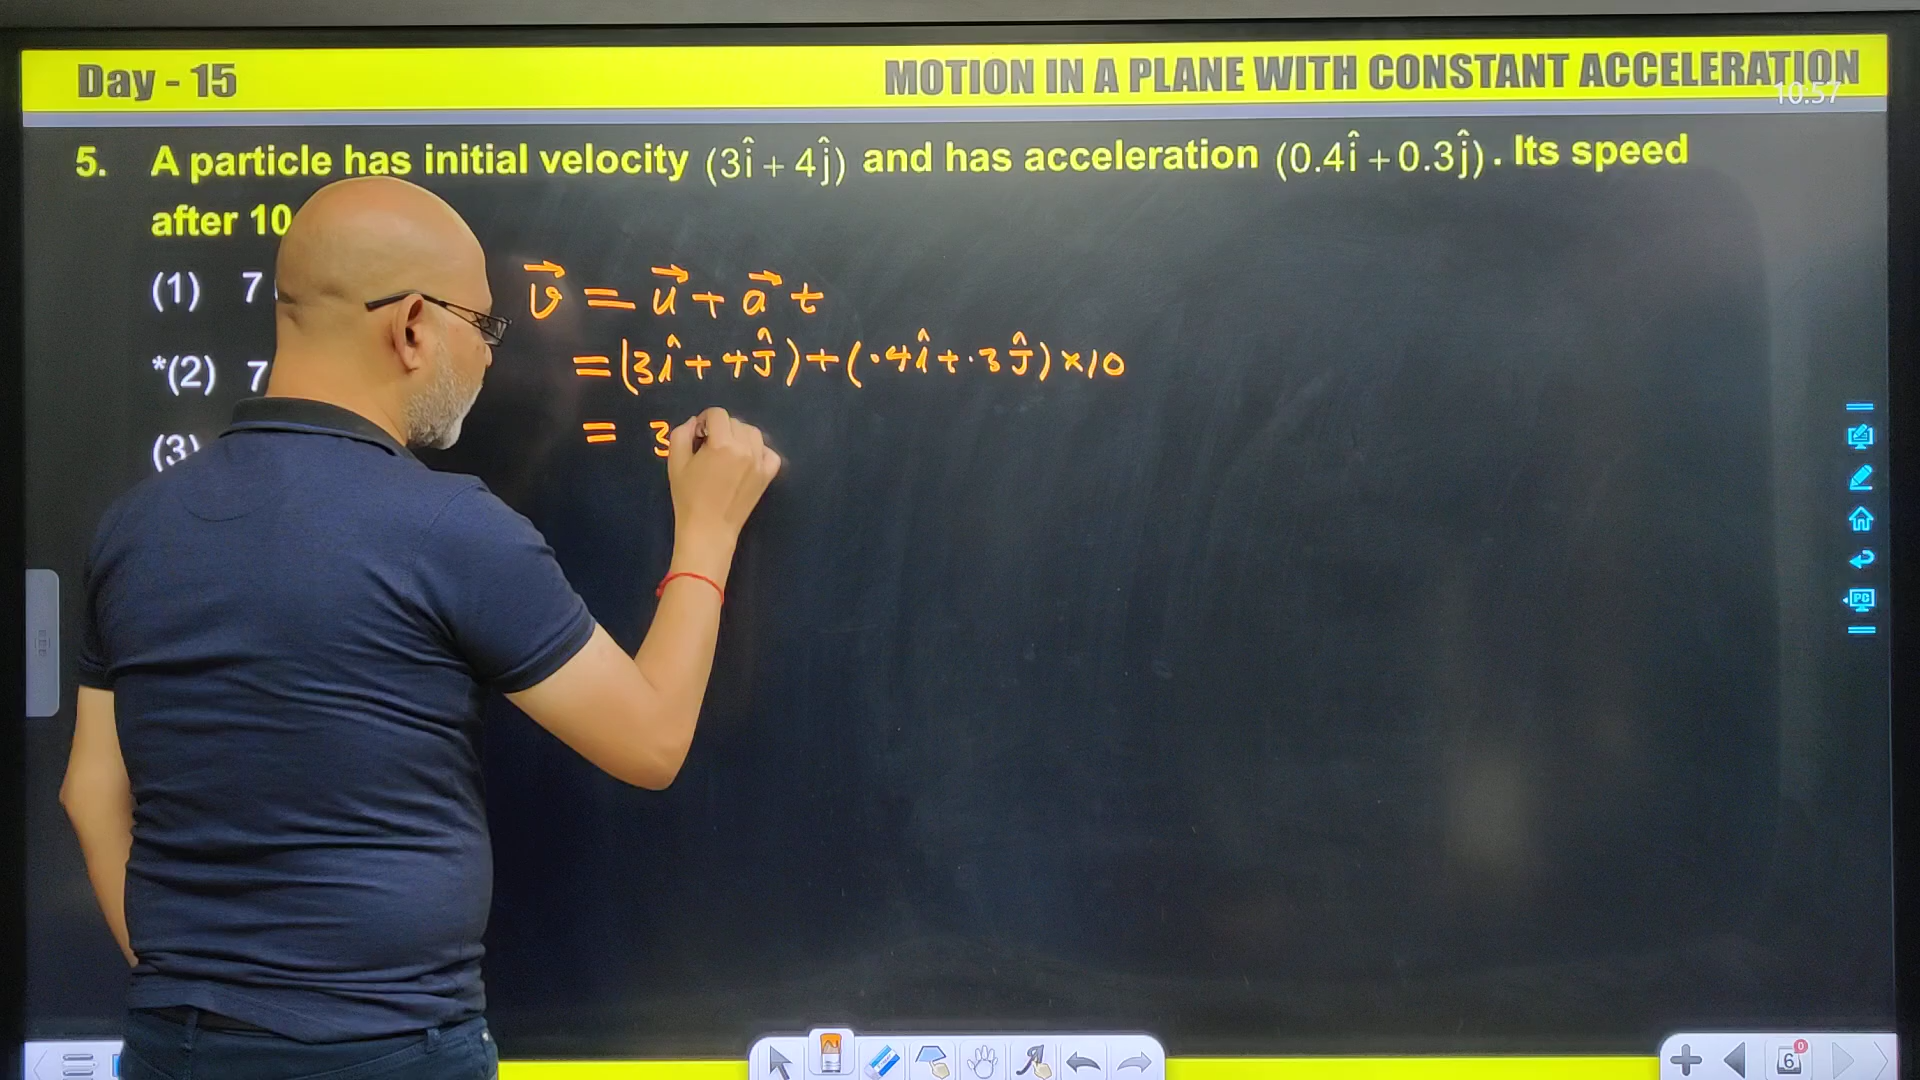 Day - 15
MOTION IN A PLANE WITH CONSTANT ACCELERATION
10:57
5. A particle has initial velocity (3î + 4ĵ) and has acceleration (0.4î + 0.3ĵ). Its speed
after 10
(1) 7
*(2) 7
(3)
v⃗ = u⃗ + a⃗ t
= (3î + 4ĵ) + (.4î + .3ĵ) × 10
= 3
PC
6
0